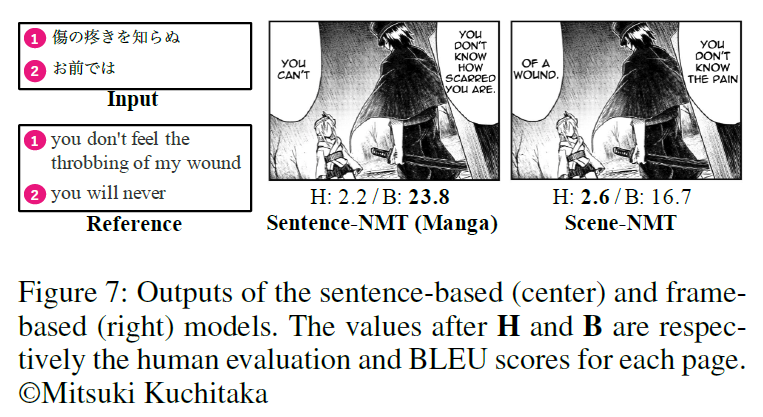 1 傷の疼きを知らぬ
2 お前では
Input
1 you don't feel the
throbbing of my wound
2 you will never
Reference
YOU
CAN'T
YOU
DON'T
KNOW
HOW
SCARRED
YOU ARE.
H: 2.2 / B: 23.8
Sentence-NMT (Manga)
OF A
WOUND.
YOU
DON'T
KNOW
THE PAIN
H: 2.6 / B: 16.7
Scene-NMT
Figure 7: Outputs of the sentence-based (center) and frame-
based (right) models. The values after H and B are respec-
tively the human evaluation and BLEU scores for each page.
©Mitsuki Kuchitaka